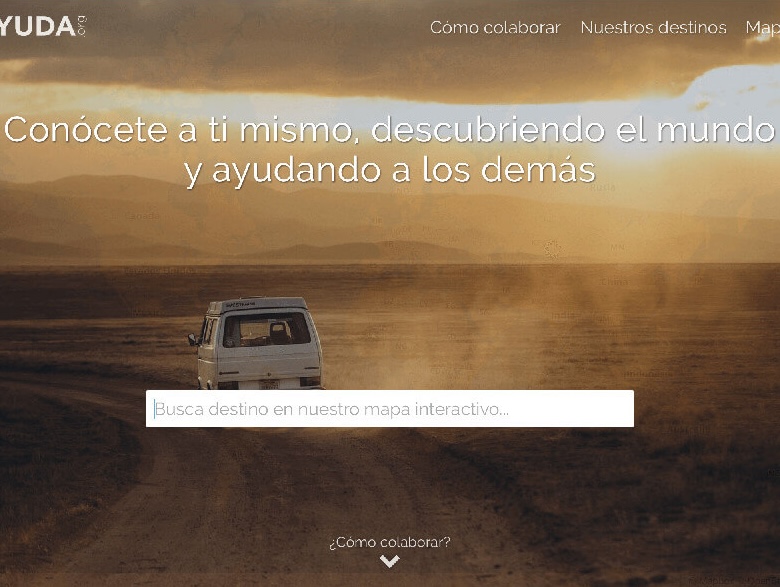 YUDA
.org
Cómo colaborar
Nuestros destinos
Map
Conócete a ti mismo, descubriendo el mundo
y ayudando a los demás
Busca destino en nuestro mapa interactivo...
¿Cómo colaborar?